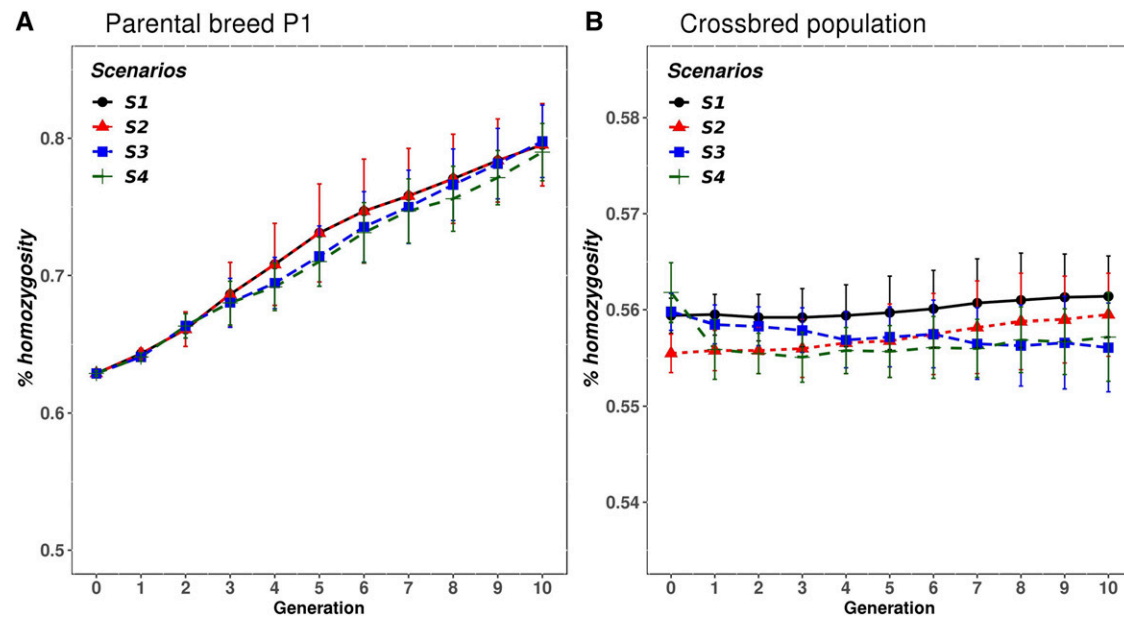 A Parental breed P1
Scenarios
S1
S2
S3
S4
% homozygosity
0.8
0.7
0.6
0.5
0 1 2 3 4 5 6 7 8 9 10
Generation
B Crossbred population
Scenarios
S1
S2
S3
S4
% homozygosity
0.58
0.57
0.56
0.55
0.54
0 1 2 3 4 5 6 7 8 9 10
Generation